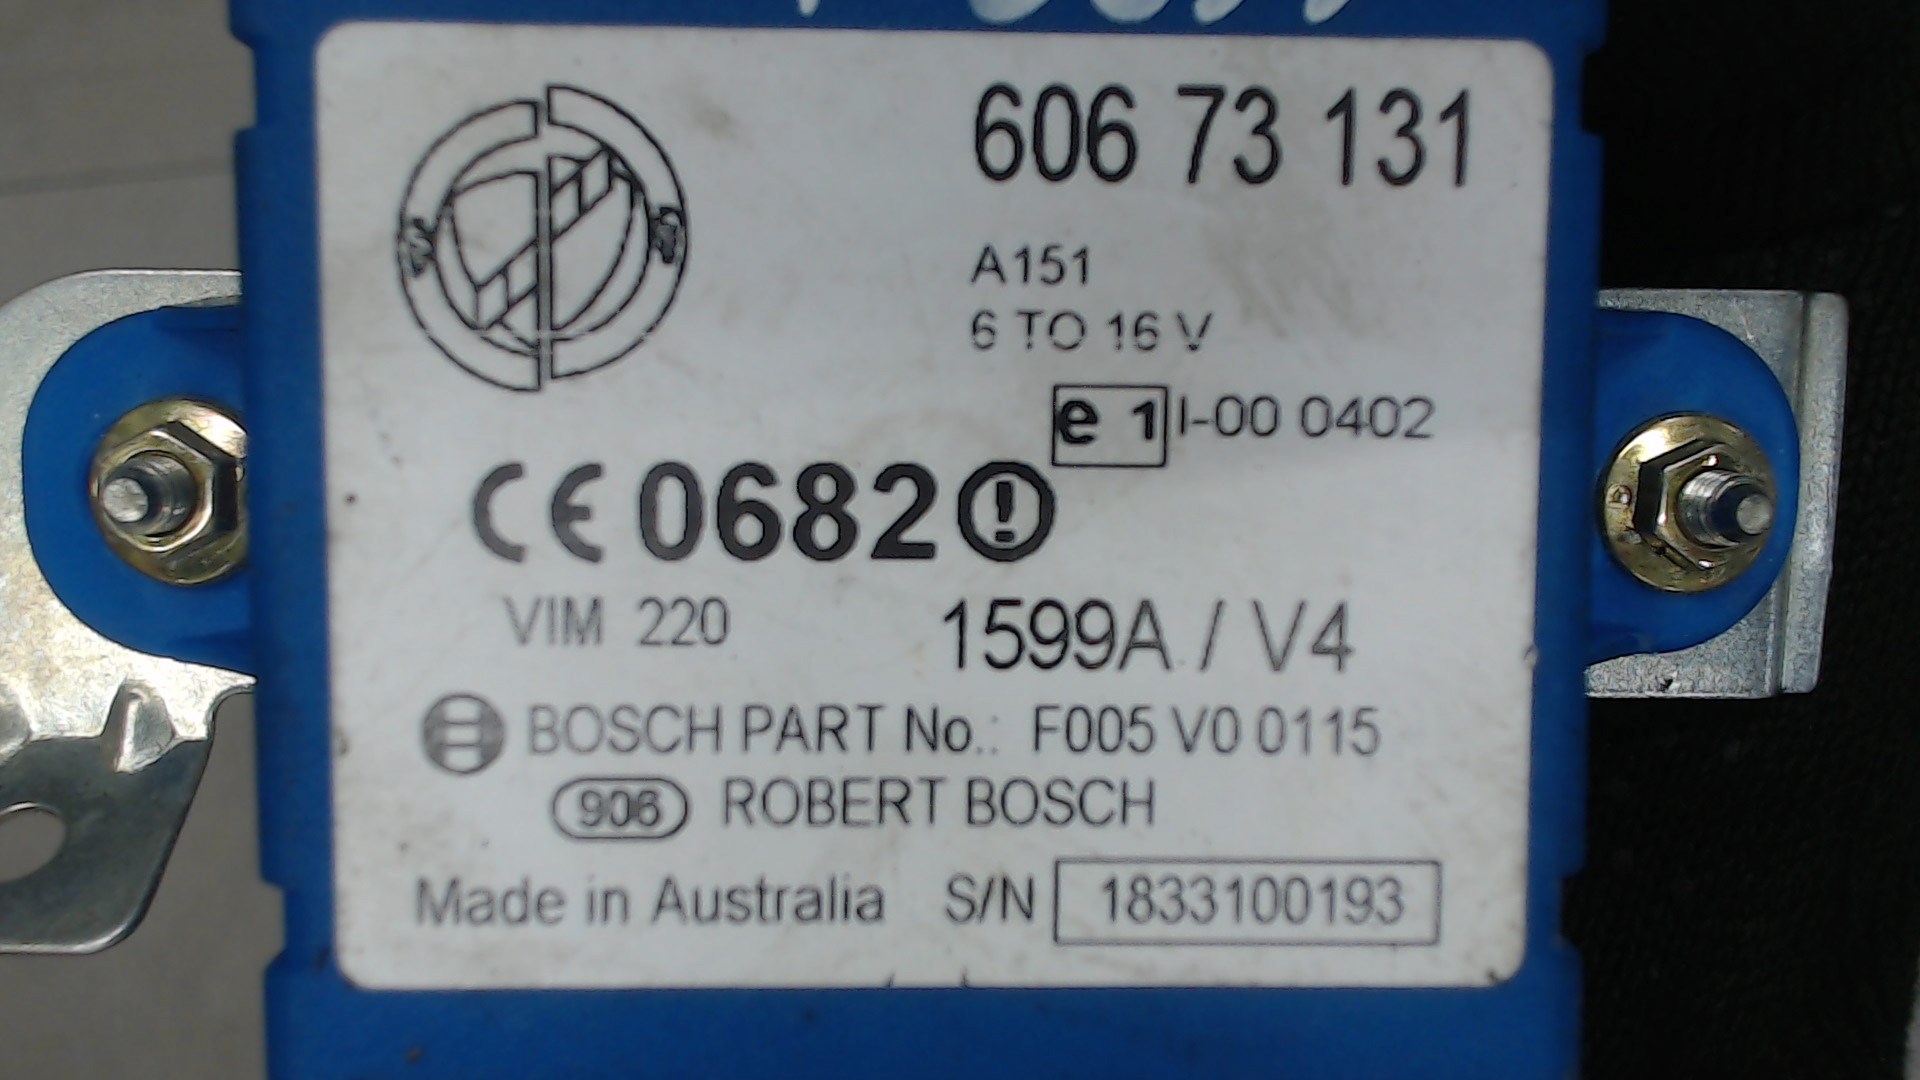 606 73 131
A151
6 TO 16 V
e 1 I-00 0402
CE 0682
VIM 220 1599A / V4
BOSCH PART No.: F005 V0 0115
906 ROBERT BOSCH
Made in Australia S/N 1833100193